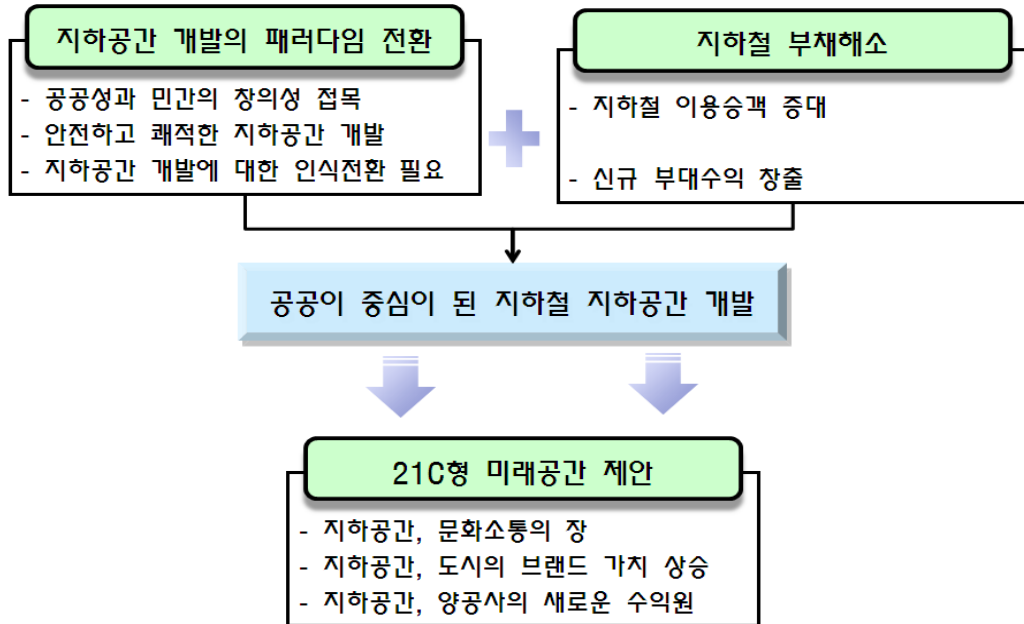 지하공간 개발의 패러다임 전환
- 공공성과 민간의 창의성 접목
- 안전하고 쾌적한 지하공간 개발
- 지하공간 개발에 대한 인식전환 필요
지하철 부채해소
- 지하철 이용승객 증대
- 신규 부대수익 창출
공공이 중심이 된 지하철 지하공간 개발
21C형 미래공간 제안
- 지하공간, 문화소통의 장
- 지하공간, 도시의 브랜드 가치 상승
- 지하공간, 양공사의 새로운 수익원